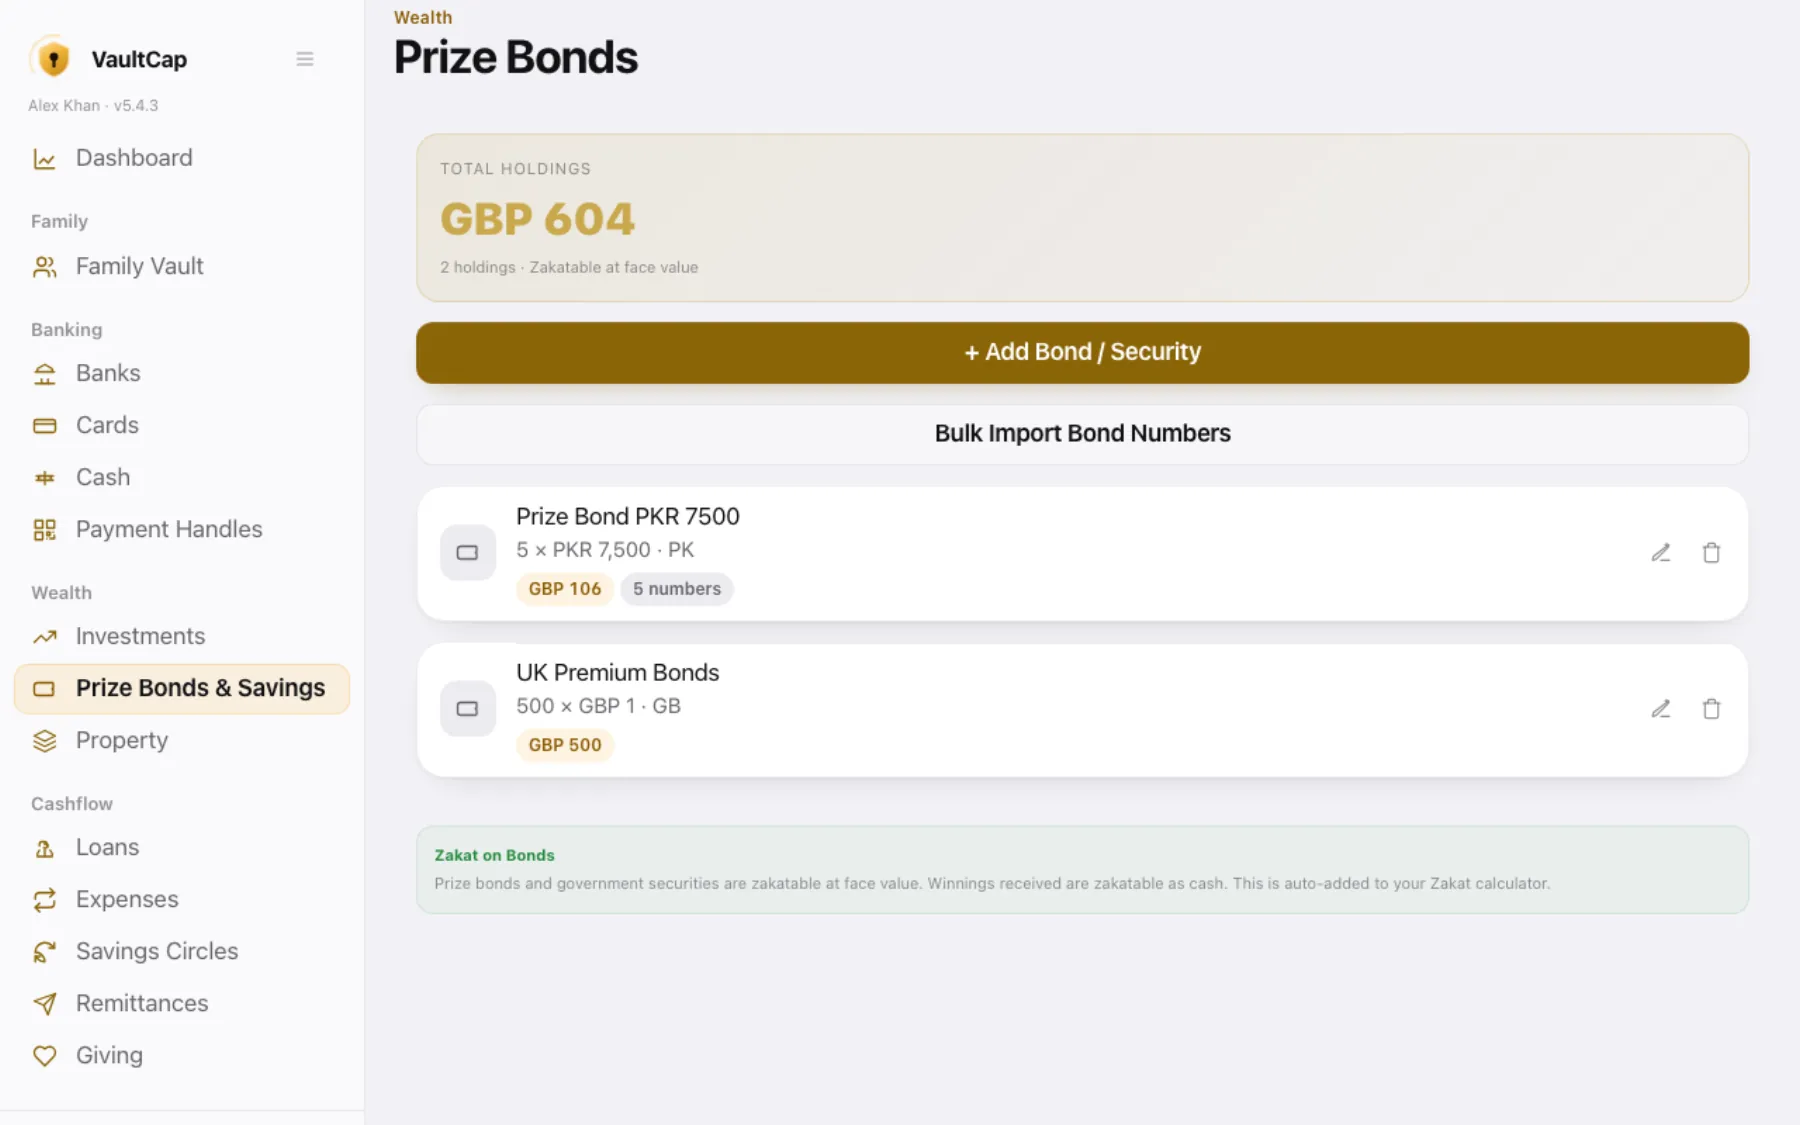 VaultCap
Alex Khan · v5.4.3
Dashboard
Family
Family Vault
Banking
Banks
Cards
Cash
Payment Handles
Wealth
Investments
Prize Bonds & Savings
Property
Cashflow
Loans
Expenses
Savings Circles
Remittances
Giving
Wealth
Prize Bonds
TOTAL HOLDINGS
GBP 604
2 holdings · Zakatable at face value
+ Add Bond / Security
Bulk Import Bond Numbers
Prize Bond PKR 7500
5 × PKR 7,500 · PK
GBP 106 5 numbers
UK Premium Bonds
500 × GBP 1 · GB
GBP 500
Zakat on Bonds
Prize bonds and government securities are zakatable at face value. Winnings received are zakatable as cash. This is auto-added to your Zakat calculator.